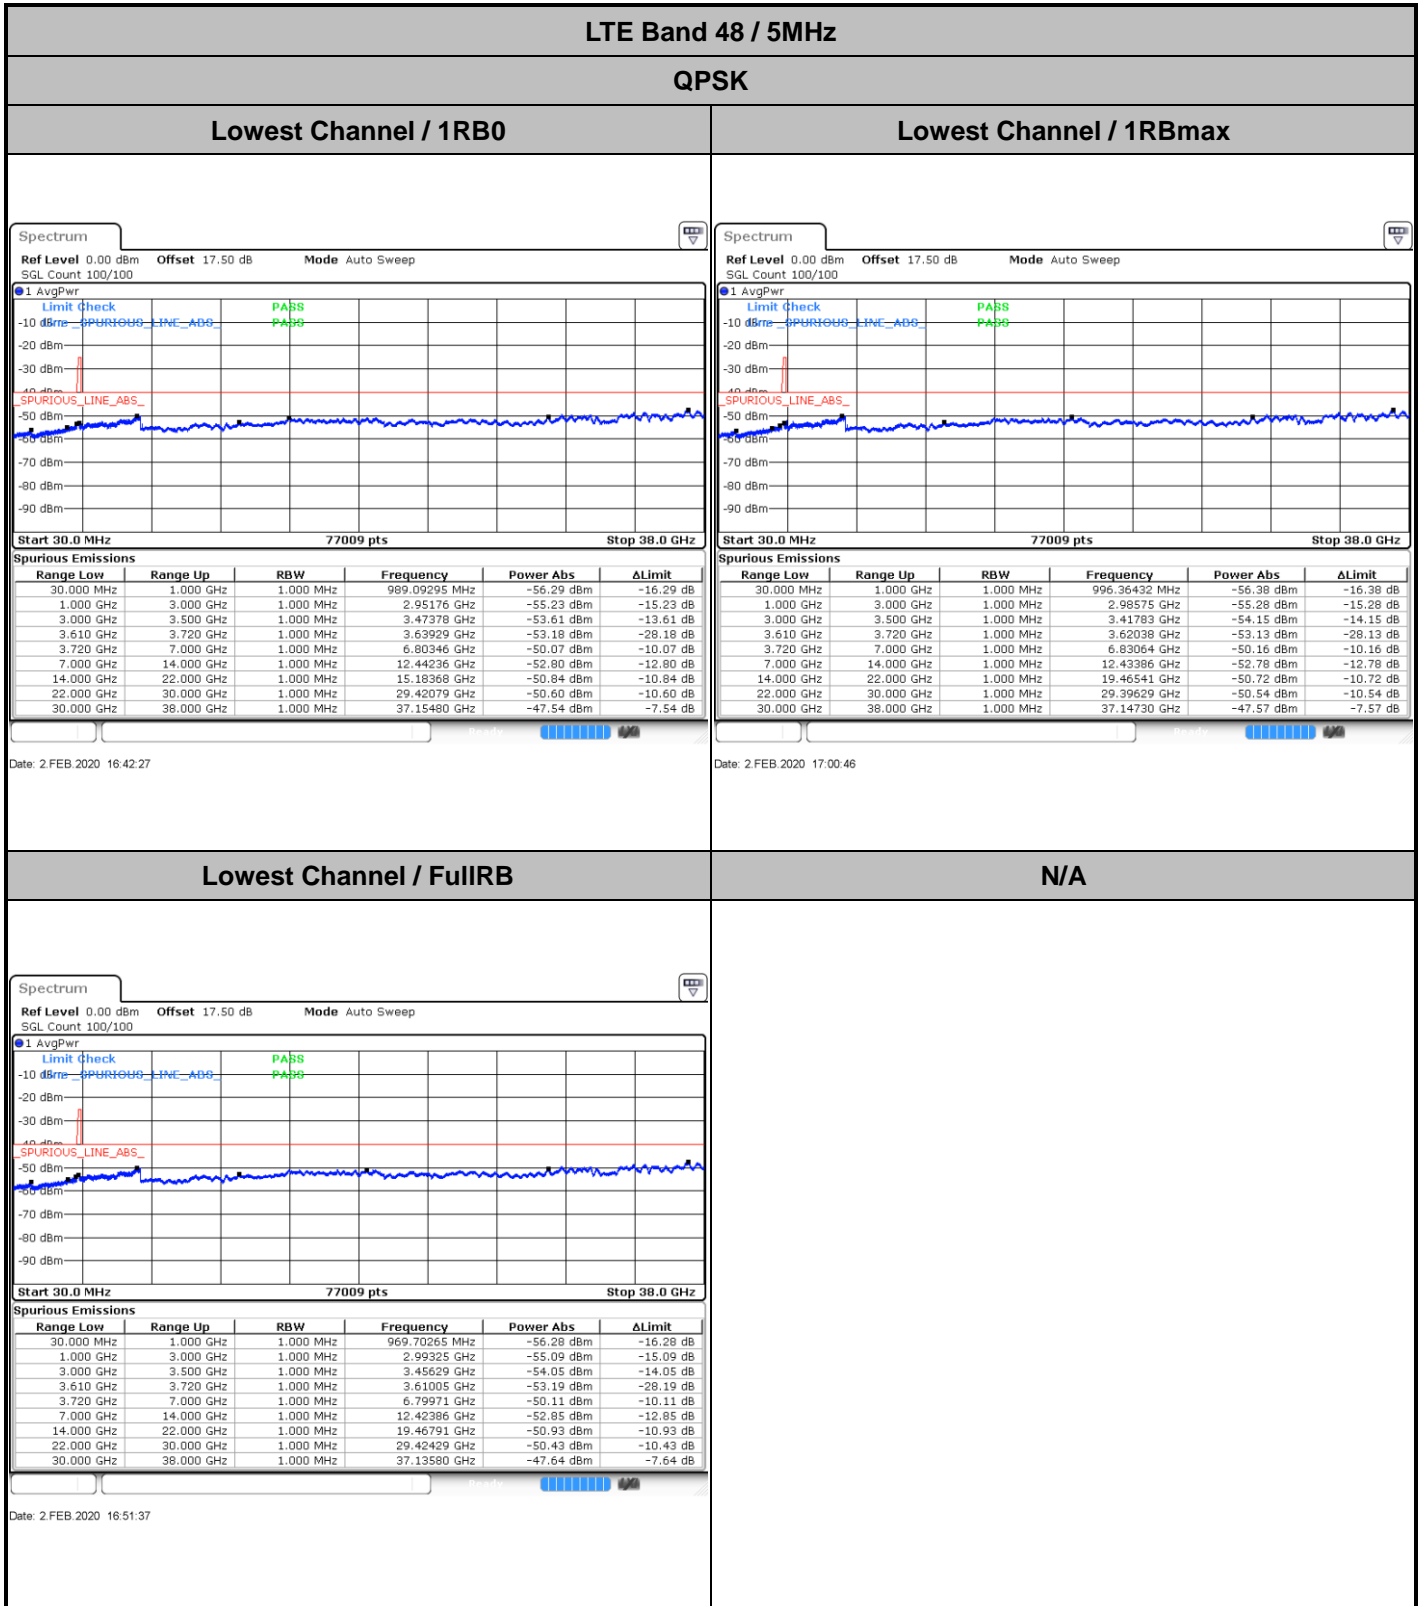 LTE Band 48 / 5MHz
QPSK
Lowest Channel / 1RB0
Lowest Channel / 1RBmax
Spectrum
Ref Level 0.00 dBm Offset 17.50 dB Mode Auto Sweep
SGL Count 100/100
1 AvgPwr
Limit Check PASS
Line _SPURIOUS_LINE_ABS_ PASS
-10 dBm
-20 dBm
-30 dBm
-40 dBm
_SPURIOUS_LINE_ABS_
-50 dBm
-60 dBm
-70 dBm
-80 dBm
-90 dBm
Start 30.0 MHz 77009 pts Stop 38.0 GHz
Spurious Emissions
Range Low Range Up RBW Frequency Power Abs ΔLimit
30.000 MHz 1.000 GHz 1.000 MHz 989.09295 MHz -56.29 dBm -16.29 dB
1.000 GHz 3.000 GHz 1.000 MHz 2.95176 GHz -55.23 dBm -15.23 dB
3.000 GHz 3.500 GHz 1.000 MHz 3.47378 GHz -53.61 dBm -13.61 dB
3.610 GHz 3.720 GHz 1.000 MHz 3.63929 GHz -53.18 dBm -28.18 dB
3.720 GHz 7.000 GHz 1.000 MHz 6.80346 GHz -50.07 dBm -10.07 dB
7.000 GHz 14.000 GHz 1.000 MHz 12.44236 GHz -52.80 dBm -12.80 dB
14.000 GHz 22.000 GHz 1.000 MHz 15.18368 GHz -50.84 dBm -10.84 dB
22.000 GHz 30.000 GHz 1.000 MHz 29.42079 GHz -50.60 dBm -10.60 dB
30.000 GHz 38.000 GHz 1.000 MHz 37.15480 GHz -47.54 dBm -7.54 dB
Ready
Date: 2.FEB.2020 16:42:27
Spectrum
Ref Level 0.00 dBm Offset 17.50 dB Mode Auto Sweep
SGL Count 100/100
1 AvgPwr
Limit Check PASS
Line _SPURIOUS_LINE_ABS_ PASS
-10 dBm
-20 dBm
-30 dBm
-40 dBm
_SPURIOUS_LINE_ABS_
-50 dBm
-60 dBm
-70 dBm
-80 dBm
-90 dBm
Start 30.0 MHz 77009 pts Stop 38.0 GHz
Spurious Emissions
Range Low Range Up RBW Frequency Power Abs ΔLimit
30.000 MHz 1.000 GHz 1.000 MHz 996.36432 MHz -56.38 dBm -16.38 dB
1.000 GHz 3.000 GHz 1.000 MHz 2.98575 GHz -55.28 dBm -15.28 dB
3.000 GHz 3.500 GHz 1.000 MHz 3.41783 GHz -54.15 dBm -14.15 dB
3.610 GHz 3.720 GHz 1.000 MHz 3.62038 GHz -53.13 dBm -28.13 dB
3.720 GHz 7.000 GHz 1.000 MHz 6.83064 GHz -50.16 dBm -10.16 dB
7.000 GHz 14.000 GHz 1.000 MHz 12.43386 GHz -52.78 dBm -12.78 dB
14.000 GHz 22.000 GHz 1.000 MHz 19.46541 GHz -50.72 dBm -10.72 dB
22.000 GHz 30.000 GHz 1.000 MHz 29.39629 GHz -50.54 dBm -10.54 dB
30.000 GHz 38.000 GHz 1.000 MHz 37.14730 GHz -47.57 dBm -7.57 dB
Ready
Date: 2.FEB.2020 17:00:46
Lowest Channel / FullRB
N/A
Spectrum
Ref Level 0.00 dBm Offset 17.50 dB Mode Auto Sweep
SGL Count 100/100
1 AvgPwr
Limit Check PASS
Line _SPURIOUS_LINE_ABS_ PASS
-10 dBm
-20 dBm
-30 dBm
-40 dBm
_SPURIOUS_LINE_ABS_
-50 dBm
-60 dBm
-70 dBm
-80 dBm
-90 dBm
Start 30.0 MHz 77009 pts Stop 38.0 GHz
Spurious Emissions
Range Low Range Up RBW Frequency Power Abs ΔLimit
30.000 MHz 1.000 GHz 1.000 MHz 969.70265 MHz -56.28 dBm -16.28 dB
1.000 GHz 3.000 GHz 1.000 MHz 2.99325 GHz -55.09 dBm -15.09 dB
3.000 GHz 3.500 GHz 1.000 MHz 3.45629 GHz -54.05 dBm -14.05 dB
3.610 GHz 3.720 GHz 1.000 MHz 3.61005 GHz -53.19 dBm -28.19 dB
3.720 GHz 7.000 GHz 1.000 MHz 6.79971 GHz -50.11 dBm -10.11 dB
7.000 GHz 14.000 GHz 1.000 MHz 12.42386 GHz -52.85 dBm -12.85 dB
14.000 GHz 22.000 GHz 1.000 MHz 19.46791 GHz -50.93 dBm -10.93 dB
22.000 GHz 30.000 GHz 1.000 MHz 29.42429 GHz -50.43 dBm -10.43 dB
30.000 GHz 38.000 GHz 1.000 MHz 37.13580 GHz -47.64 dBm -7.64 dB
Ready
Date: 2.FEB.2020 16:51:37